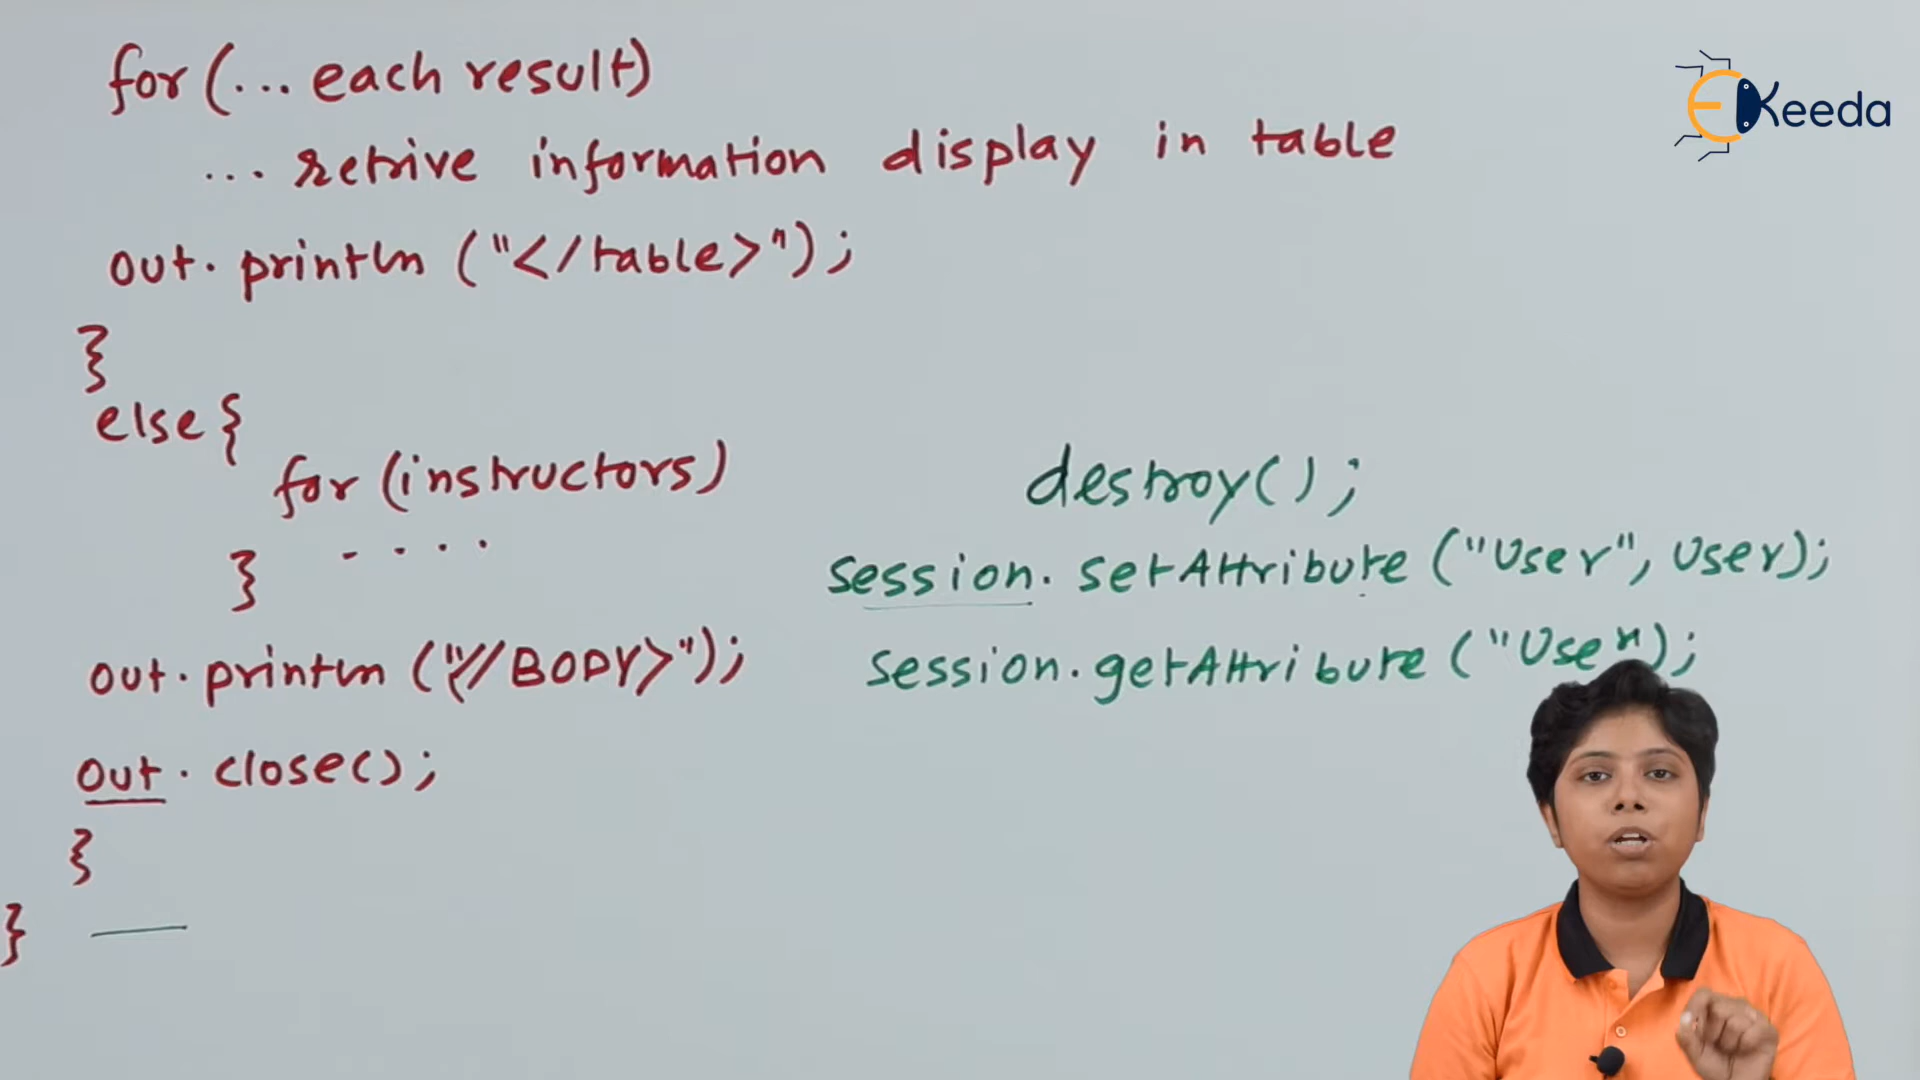 for (... each result)
... retrive information display in table
out.println ("</table>");
}
else{
for (instructors)
} ....
out.println ("</BODY>");
out.close();
}
}
destroy();
session.setAttribute ("User", User);
session.getAttribute ("User");
EKeeda